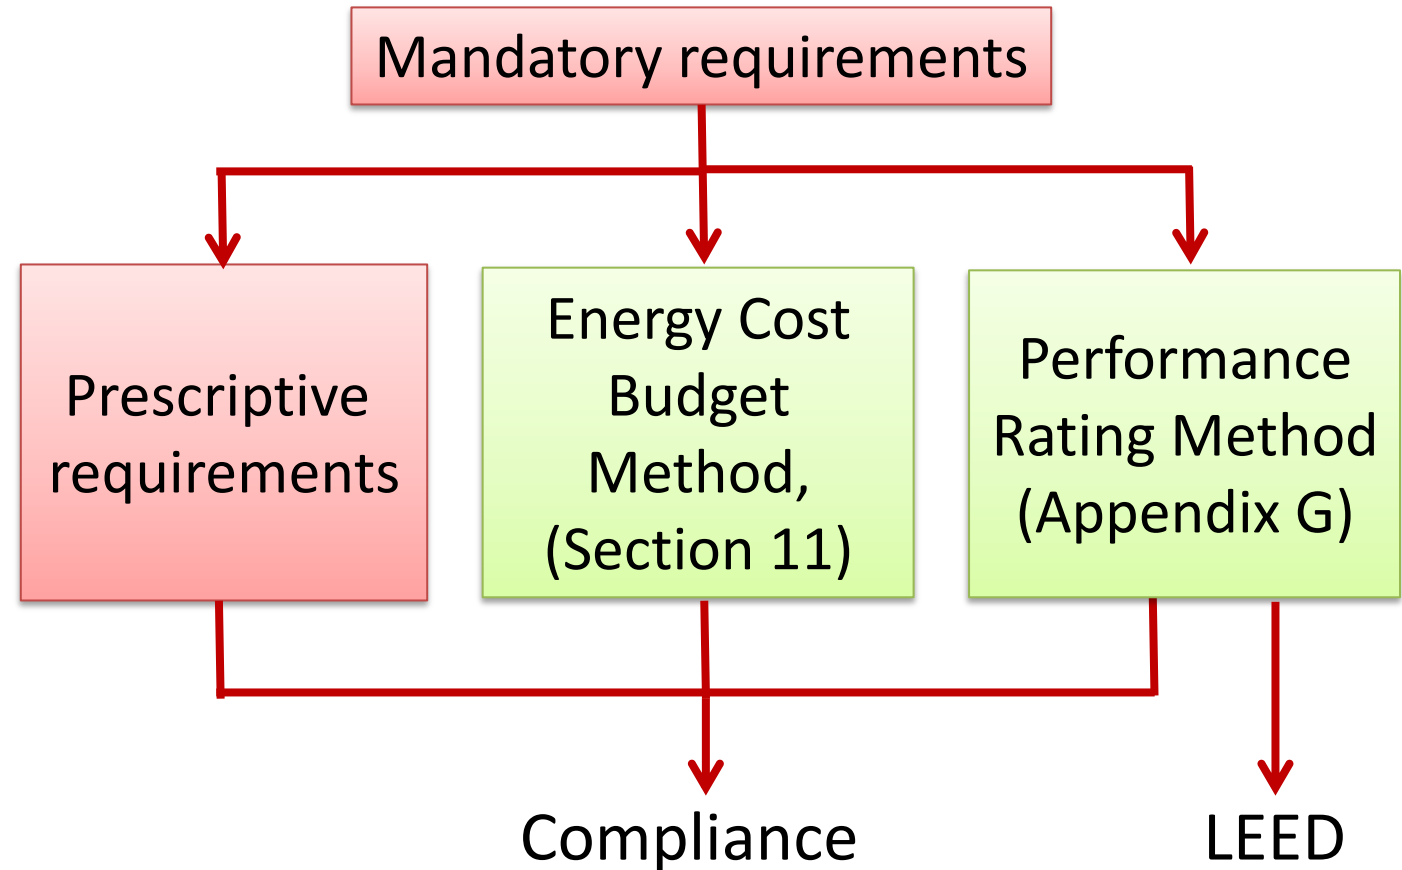 Mandatory requirements
Prescriptive
requirements
Energy Cost
Budget
Method,
(Section 11)
Performance
Rating Method
(Appendix G)
Compliance
LEED